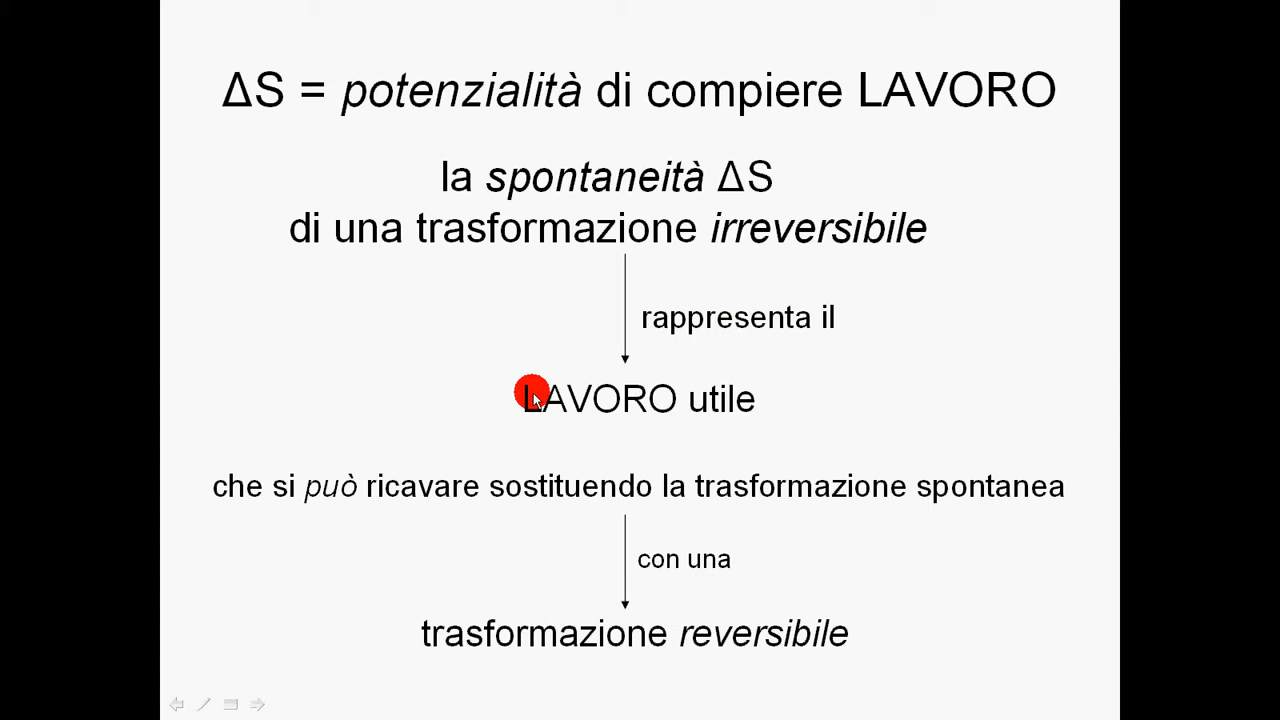 ΔS = potenzialità di compiere LAVORO
la spontaneità ΔS
di una trasformazione irreversibile
rappresenta il
LAVORO utile
che si può ricavare sostituendo la trasformazione spontanea
con una
trasformazione reversibile